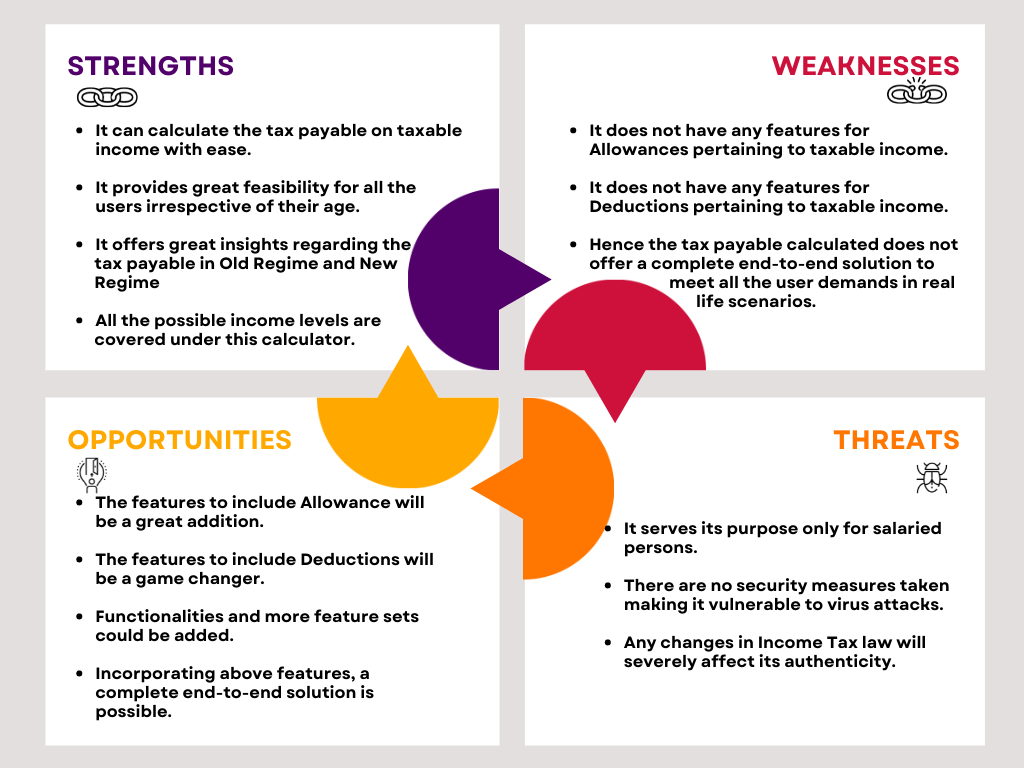 STRENGTHS
• It can calculate the tax payable on taxable
income with ease.
• It provides great feasibility for all the
users irrespective of their age.
• It offers great insights regarding the
tax payable in Old Regime and New
Regime
• All the possible income levels are
covered under this calculator.
WEAKNESSES
• It does not have any features for
Allowances pertaining to taxable income.
• It does not have any features for
Deductions pertaining to taxable income.
• Hence the tax payable calculated does not
offer a complete end-to-end solution to
meet all the user demands in real
life scenarios.
OPPORTUNITIES
• The features to include Allowance will
be a great addition.
• The features to include Deductions will
be a game changer.
• Functionalities and more feature sets
could be added.
• Incorporating above features, a
complete end-to-end solution is
possible.
THREATS
• It serves its purpose only for salaried
persons.
• There are no security measures taken
making it vulnerable to virus attacks.
• Any changes in Income Tax law will
severely affect its authenticity.